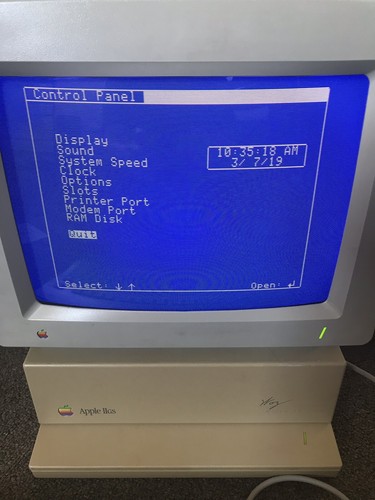 Control Panel
Display
Sound
System Speed
Clock
Options
Slots
Printer Port
Modem Port
RAM Disk
Quit
10:35:18 AM
3/ 7/19
Select: ↓ ↑
Open: ↵
Apple IIGS
Woz